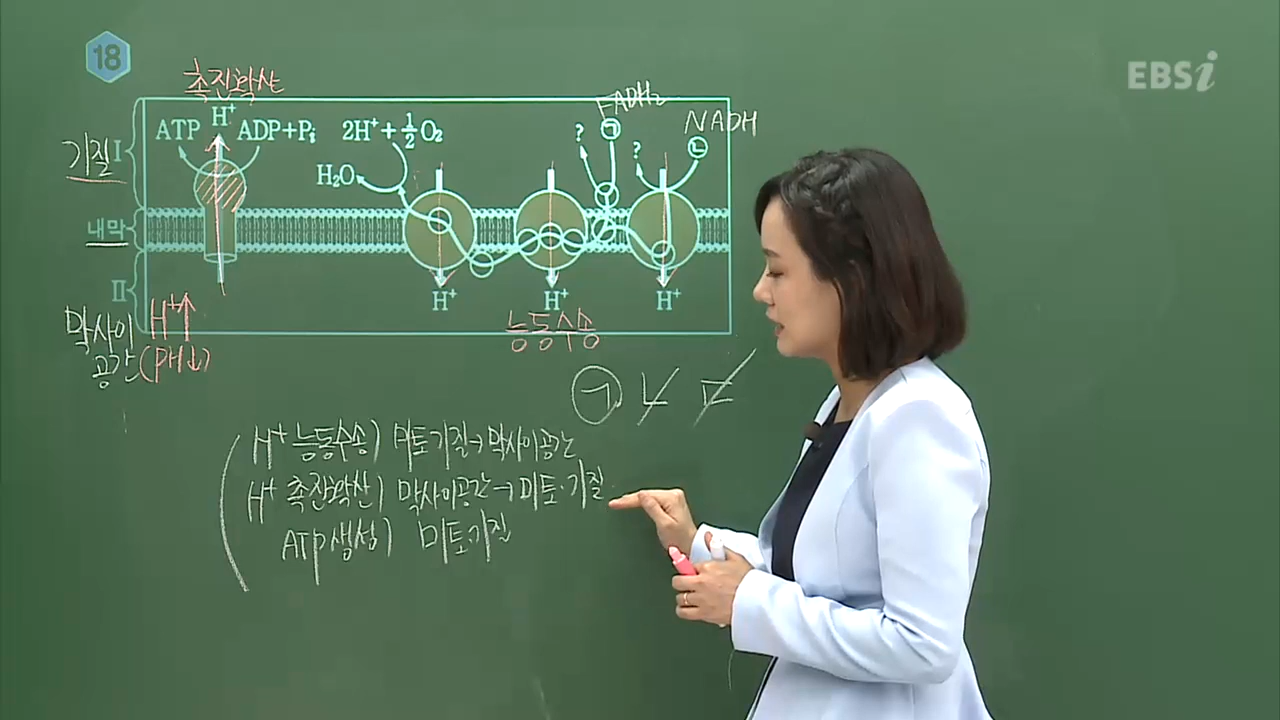 18
EBSi
촉진확산
FADH₂
NADH
기질 I
ATP
H⁺
ADP+Pᵢ
2H⁺+½O₂
?
㉠
?
㉡
H₂O
내막
II
막사이
공간
H⁺↑
(pH↓)
H⁺
H⁺
H⁺
능동수송
㄰ㄱ ㄴ ㄷ
H⁺ 능동수송) 미토기질→막사이공간
H⁺ 촉진확산) 막사이공간→미토·기질
ATP생성) 미토·기질